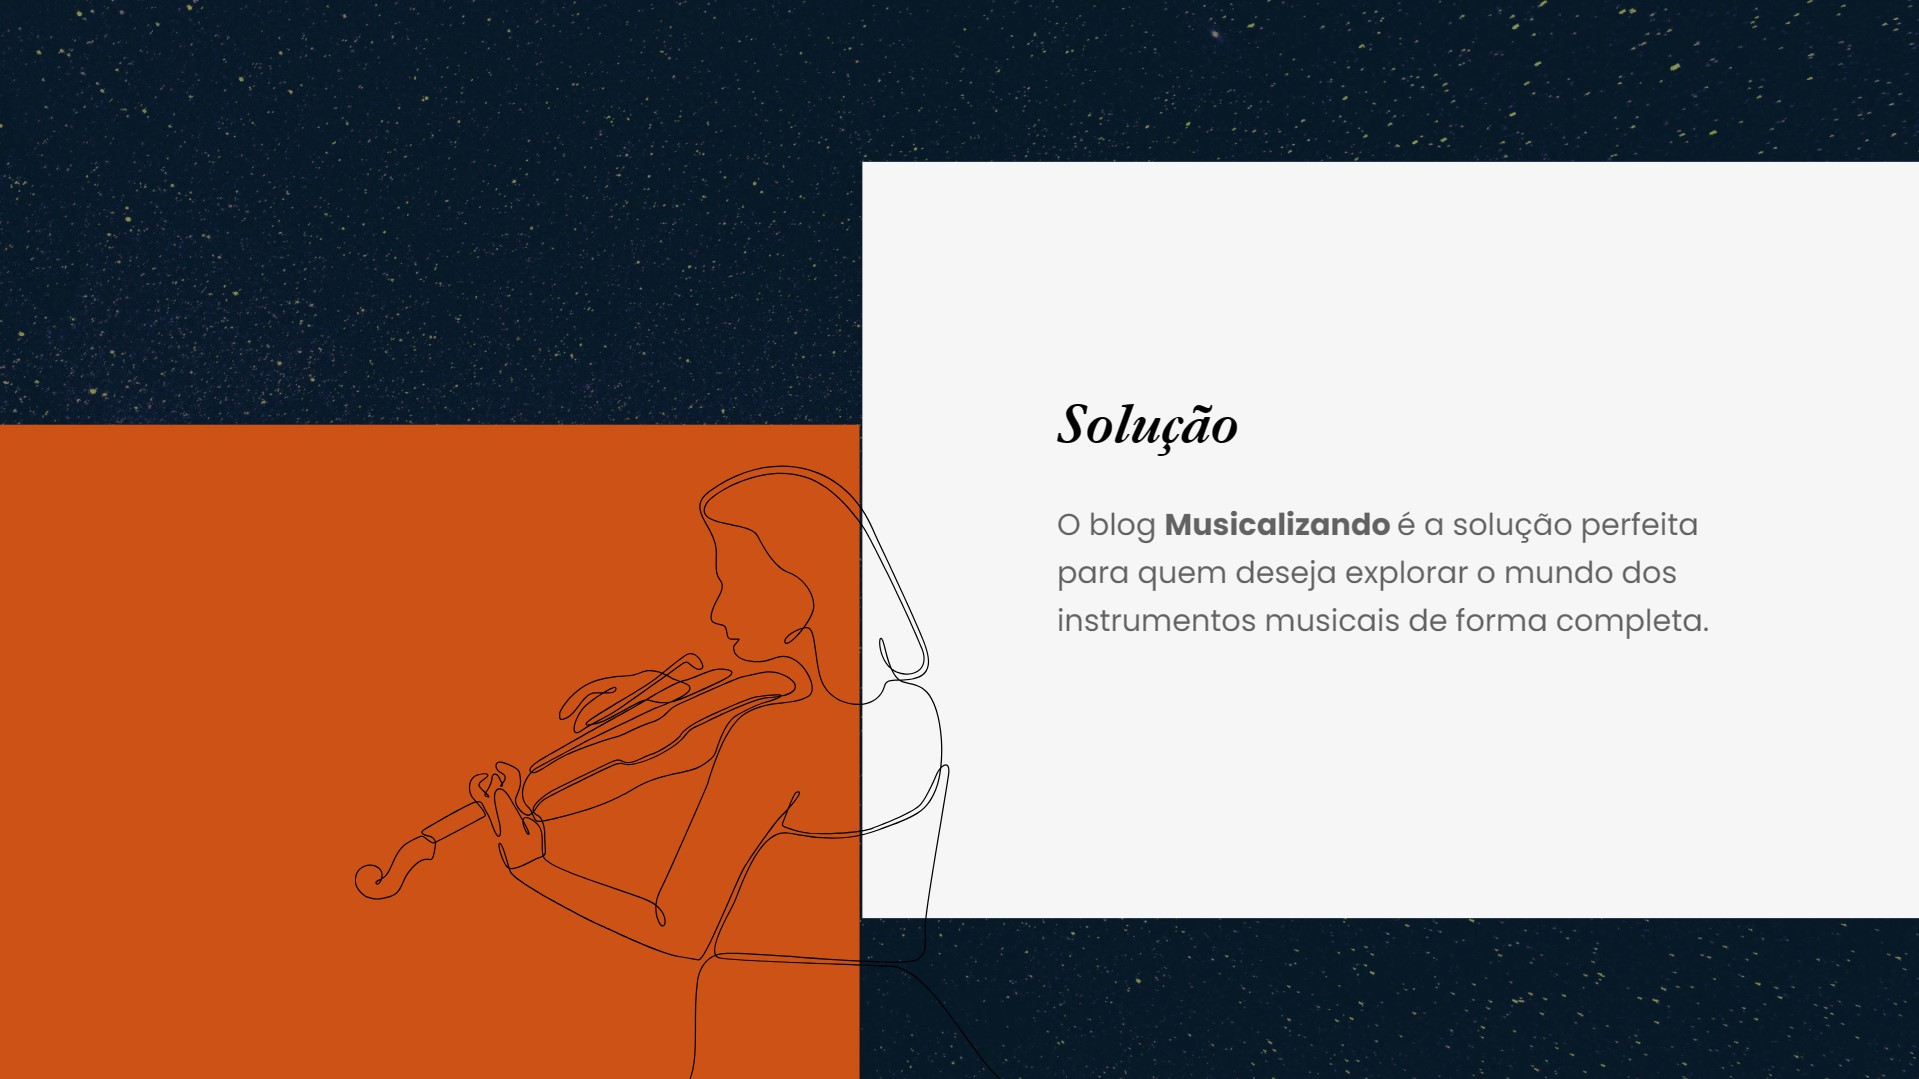 Solução
O blog Musicalizando é a solução perfeita
para quem deseja explorar o mundo dos
instrumentos musicais de forma completa.